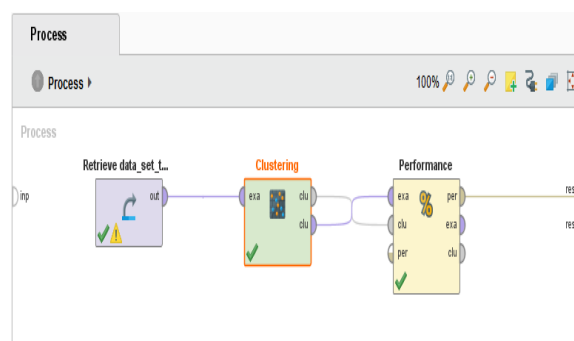 Process
Process
100%
Process
Retrieve data_set_t...
Clustering
Performance
inp
out
exa
clu
clu
exa
%
per
res
clu
exa
res
per
clu